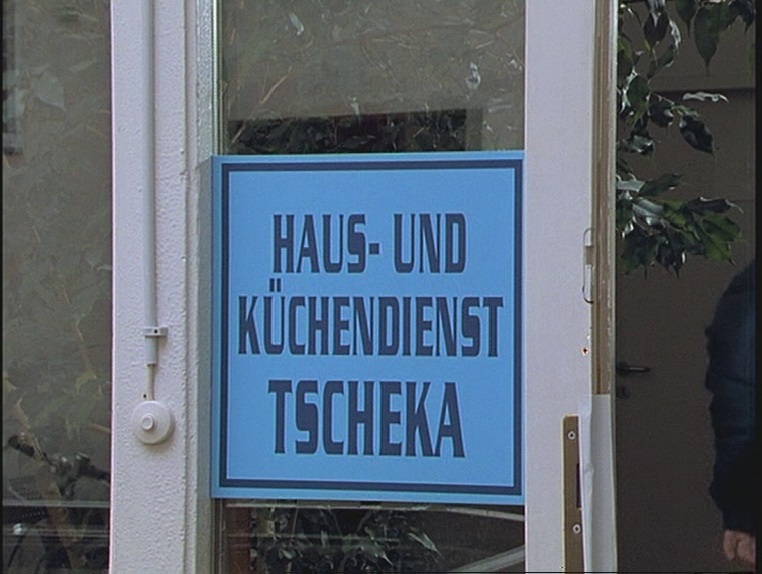 HAUS- UND
KÜCHENDIENST
TSCHEKA